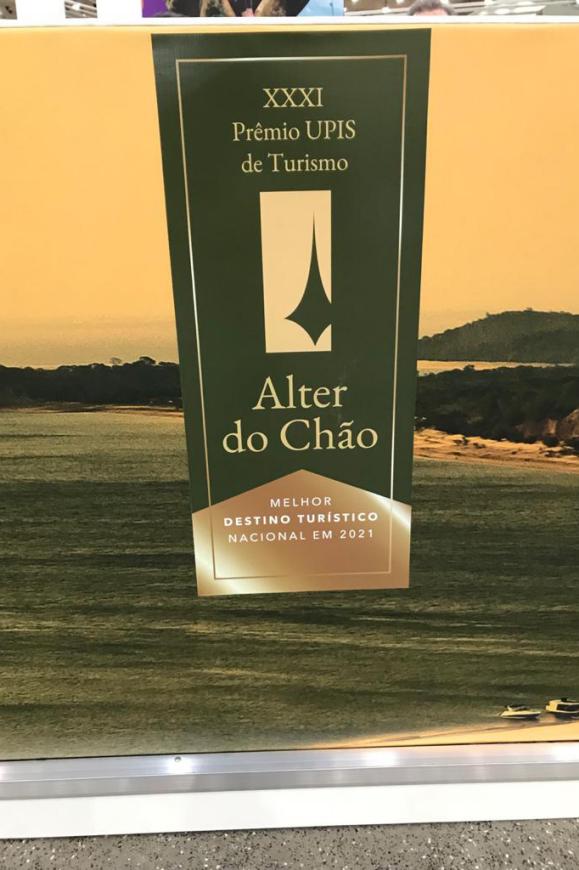 XXXI
Prêmio UPIS
de Turismo
Alter
do Chão
MELHOR
DESTINO TURÍSTICO
NACIONAL EM 2021